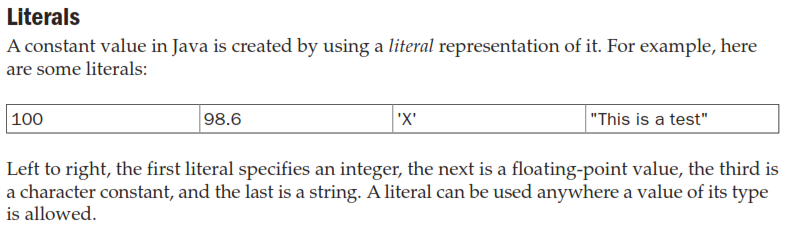 Literals
A constant value in Java is created by using a literal representation of it. For example, here
are some literals:
100 98.6 'X' "This is a test"
Left to right, the first literal specifies an integer, the next is a floating-point value, the third is
a character constant, and the last is a string. A literal can be used anywhere a value of its type
is allowed.